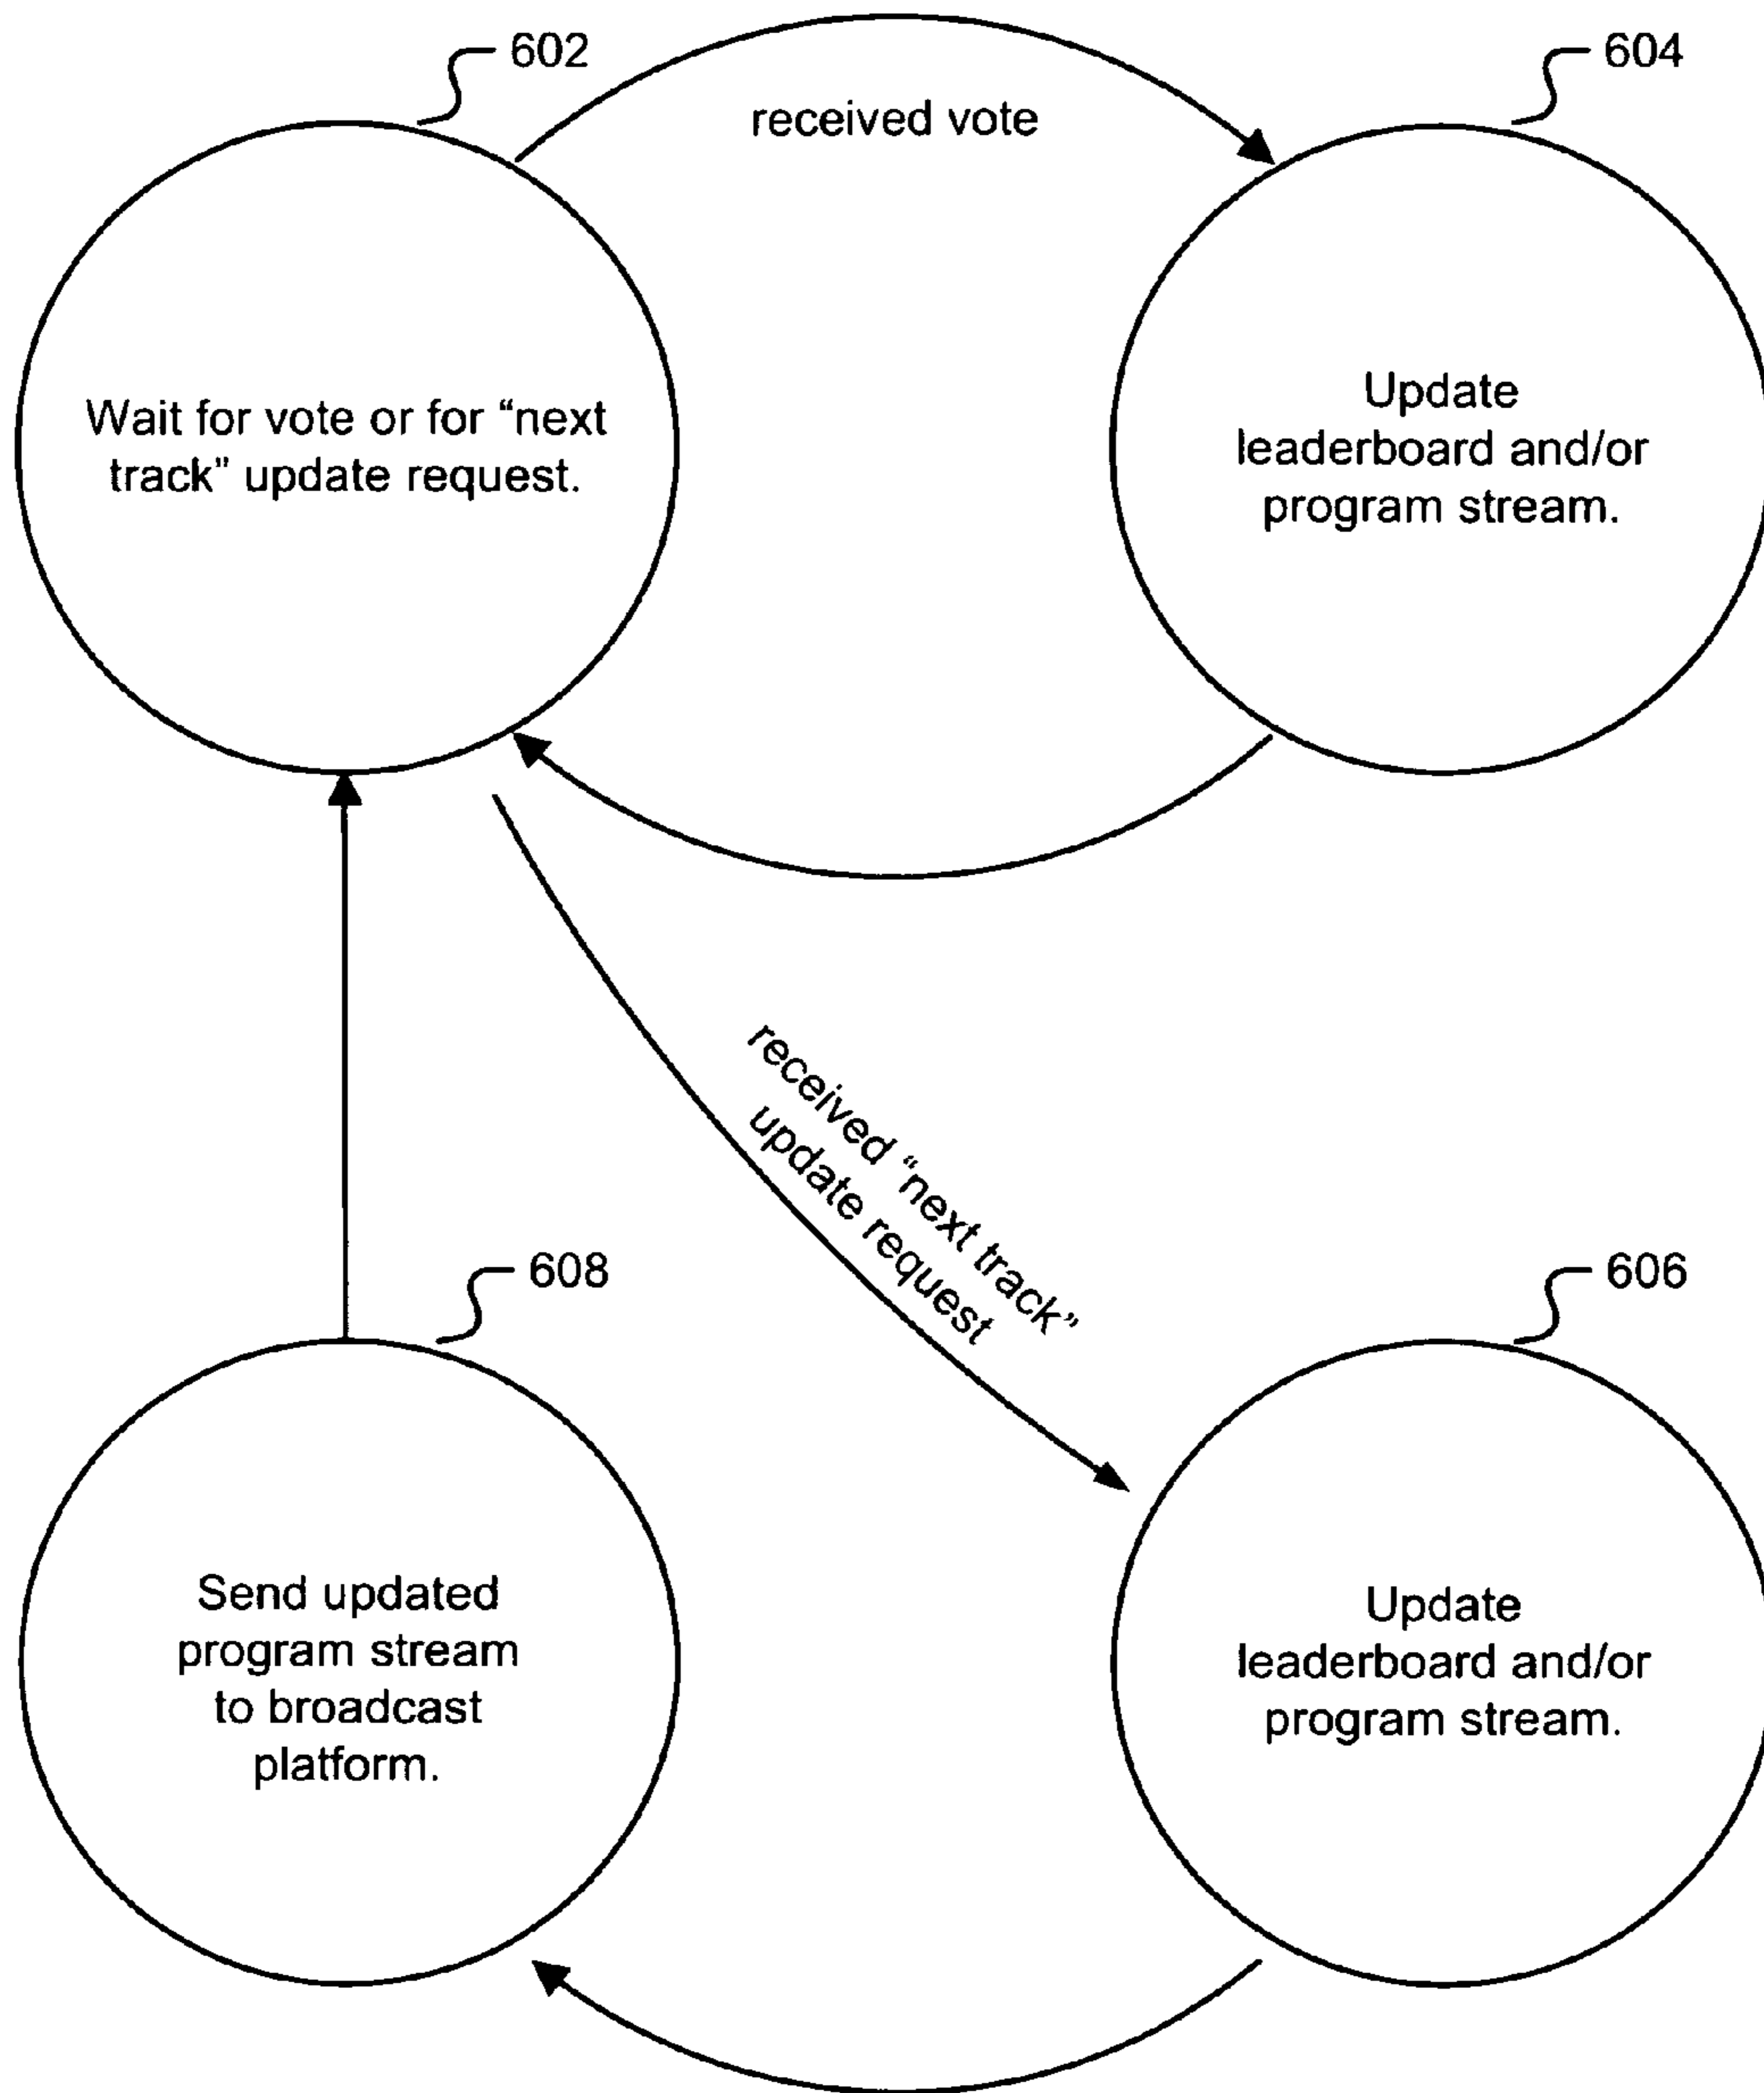 602
604
received vote
Wait for vote or for “next
track” update request.
Update
leaderboard and/or
program stream.
received “next track”
update request
608
606
Send updated
program stream
to broadcast
platform.
Update
leaderboard and/or
program stream.